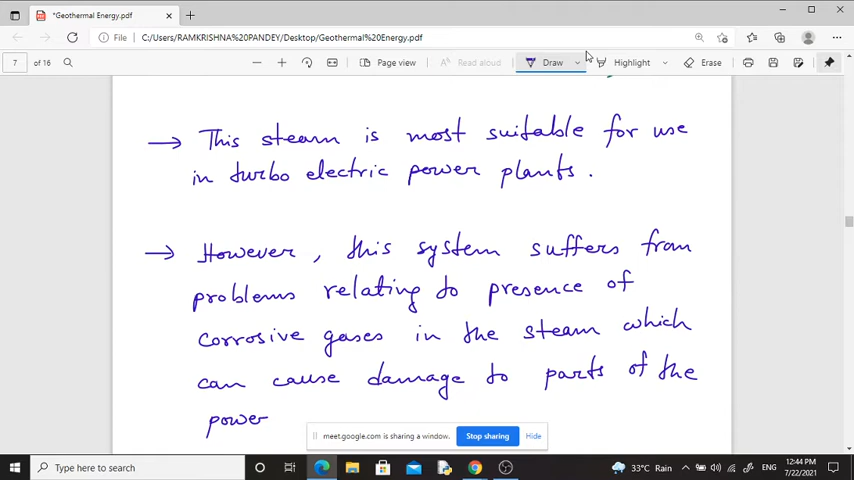 *Geothermal Energy.pdf
File
C:/Users/RAMKRISHNA%20PANDEY/Desktop/Geothermal%20Energy.pdf
7 of 16
Page view
Read aloud
Draw
Highlight
Erase
→ This steam is most suitable for use
in turbo electric power plants.
→ However, this system suffers from
problems relating to presence of
corrosive gases in the steam which
can cause damage to parts of the
power
meet.google.com is sharing a window.
Stop sharing
Hide
Type here to search
33°C Rain
ENG
12:44 PM
7/22/2021